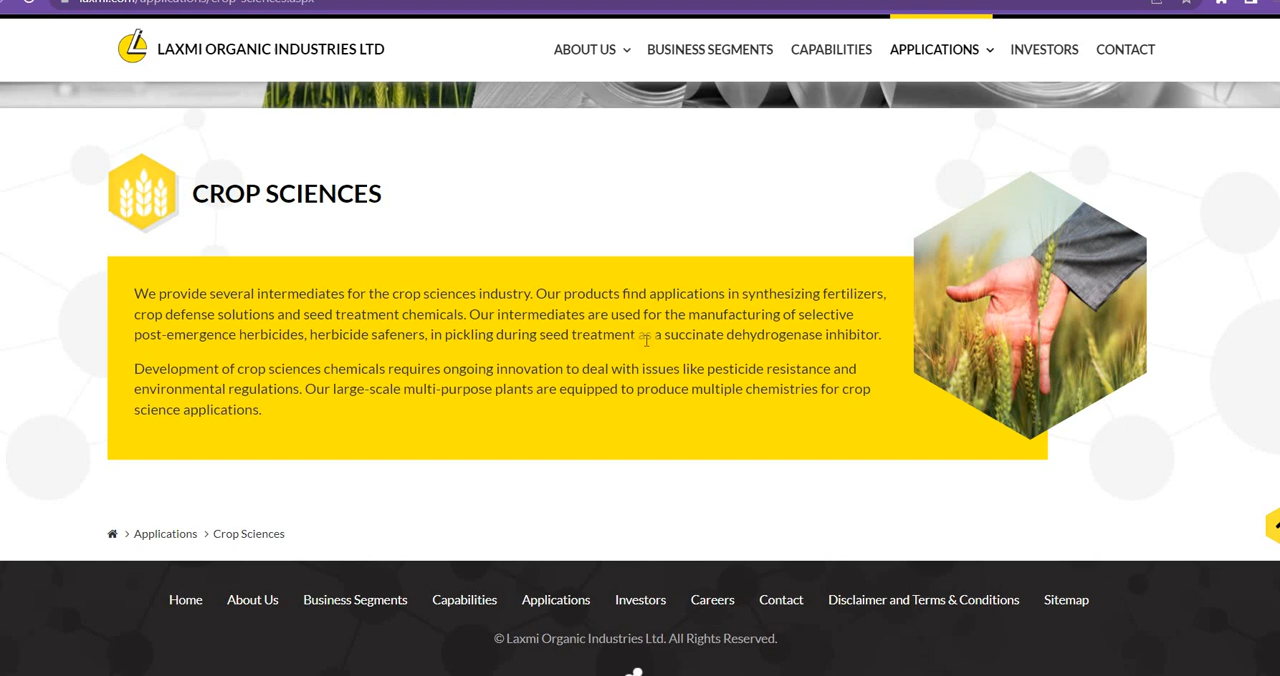 laxmi.com/applications/crop-sciences.aspx
LAXMI ORGANIC INDUSTRIES LTD
ABOUT US
BUSINESS SEGMENTS
CAPABILITIES
APPLICATIONS
INVESTORS
CONTACT
CROP SCIENCES
We provide several intermediates for the crop sciences industry. Our products find applications in synthesizing fertilizers,
crop defense solutions and seed treatment chemicals. Our intermediates are used for the manufacturing of selective
post-emergence herbicides, herbicide safeners, in pickling during seed treatment as a succinate dehydrogenase inhibitor.
Development of crop sciences chemicals requires ongoing innovation to deal with issues like pesticide resistance and
environmental regulations. Our large-scale multi-purpose plants are equipped to produce multiple chemistries for crop
science applications.
Applications
Crop Sciences
Home
About Us
Business Segments
Capabilities
Applications
Investors
Careers
Contact
Disclaimer and Terms & Conditions
Sitemap
© Laxmi Organic Industries Ltd. All Rights Reserved.